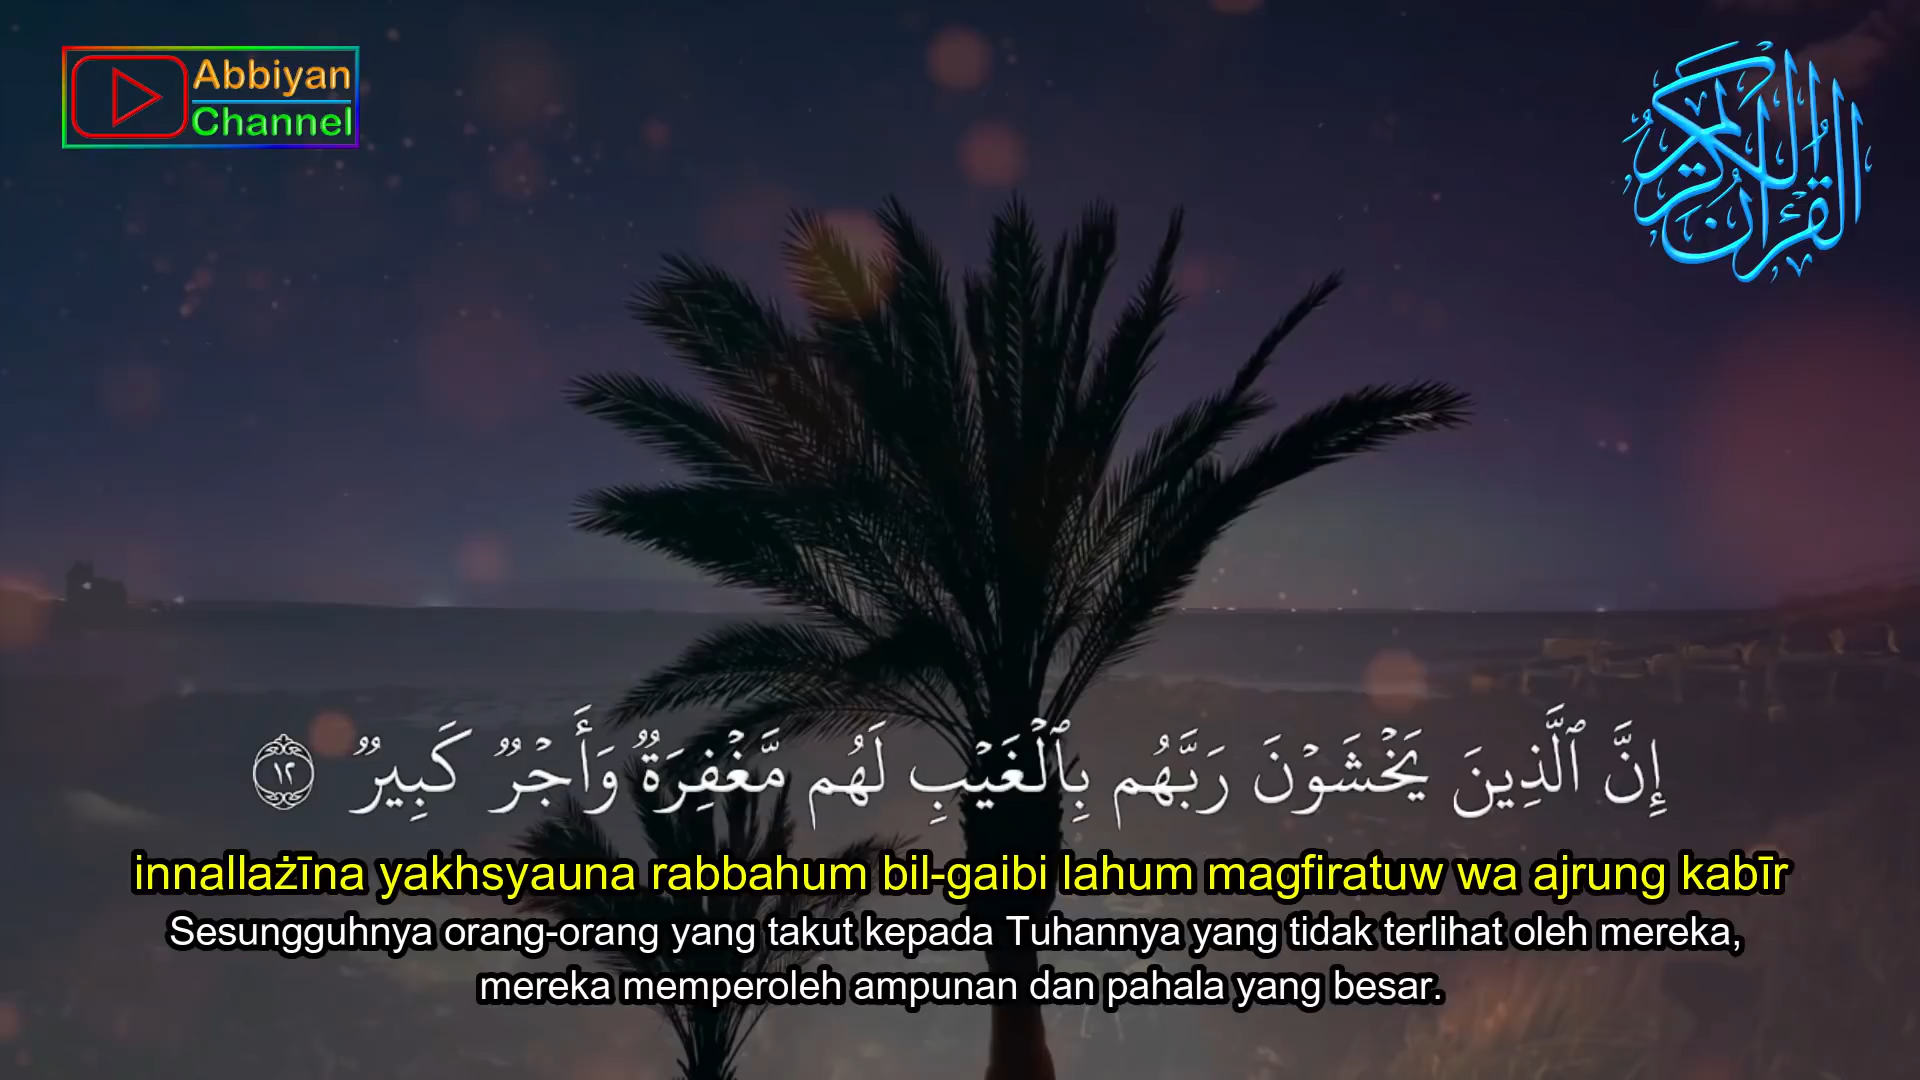 Abbiyan
Channel
القرآن الكريم
إِنَّ ٱلَّذِينَ يَخْشَوْنَ رَبَّهُم بِٱلْغَيْبِ لَهُم مَّغْفِرَةٌ وَأَجْرٌ كَبِيرٌ ١٢
innallażīna yakhsyauna rabbahum bil-gaibi lahum magfiratuw wa ajrung kabīr
Sesungguhnya orang-orang yang takut kepada Tuhannya yang tidak terlihat oleh mereka,
mereka memperoleh ampunan dan pahala yang besar.